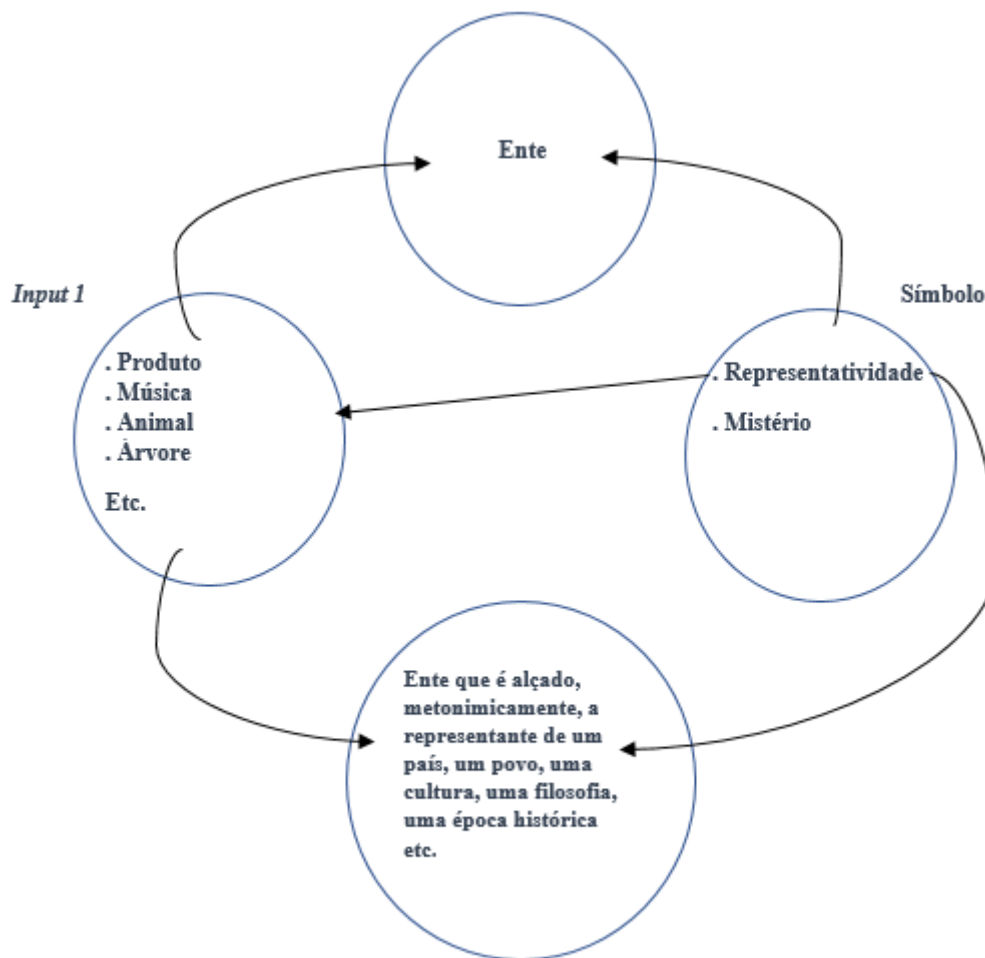 Ente
Input 1
Símbolo
. Produto
. Música
. Animal
. Árvore
Etc.
. Representatividade
. Mistério
Ente que é alçado,
metonimicamente, a
representante de um
país, um povo, uma
cultura, uma filosofia,
uma época histórica
etc.